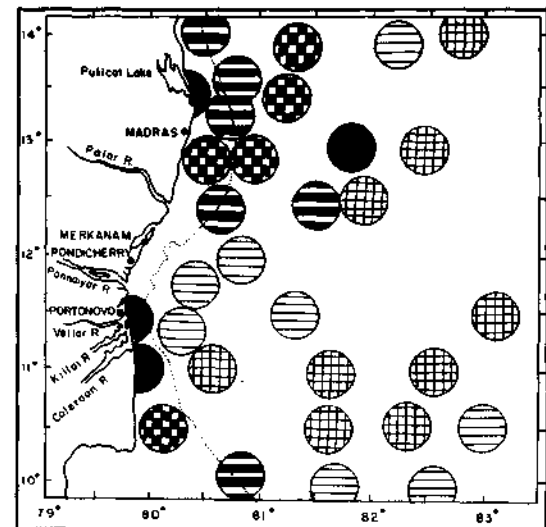 14°
Pulicat Lake
13°
MADRAS
Palar R.
12°
MERKANAM
PONDICHERRY
Ponnaiyar R.
PORTONOVO
Vellar R
11°
Killai R
Coleroon R.
10°
79°
80
81
82
83